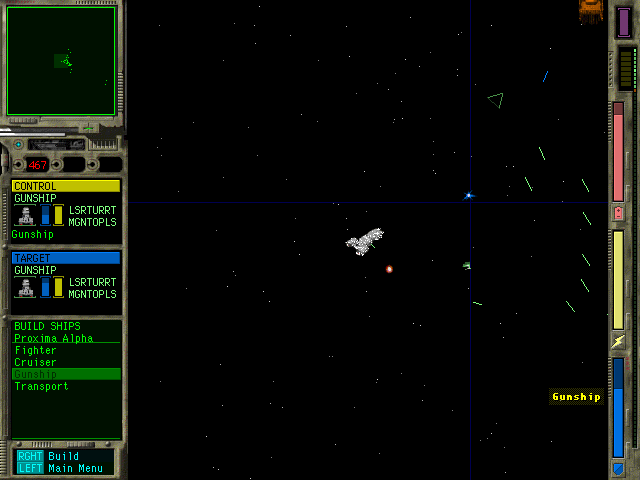 467
CONTROL
GUNSHIP
LSRTURRT
MGNTOPLS
Gunship
TARGET
GUNSHIP
LSRTURRT
MGNTOPLS
BUILD SHIPS
Proxima Alpha
Fighter
Cruiser
Gunship
Transport
Gunship
RGHT Build
LEFT Main Menu